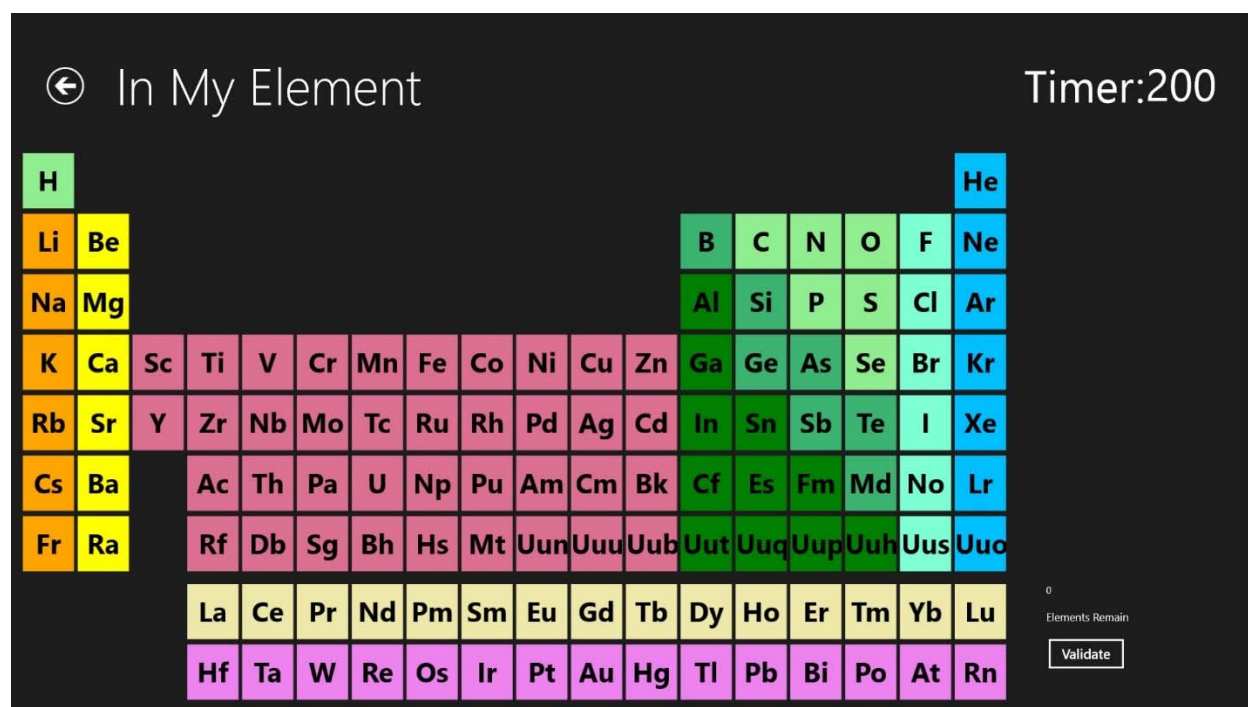 In My Element
Timer:200
H He
Li Be B C N O F Ne
Na Mg Al Si P S Cl Ar
K Ca Sc Ti V Cr Mn Fe Co Ni Cu Zn Ga Ge As Se Br Kr
Rb Sr Y Zr Nb Mo Tc Ru Rh Pd Ag Cd In Sn Sb Te I Xe
Cs Ba Ac Th Pa U Np Pu Am Cm Bk Cf Es Fm Md No Lr
Fr Ra Rf Db Sg Bh Hs Mt Uun Uuu Uub Uut Uuq Uup Uuh Uus Uuo
La Ce Pr Nd Pm Sm Eu Gd Tb Dy Ho Er Tm Yb Lu
Hf Ta W Re Os Ir Pt Au Hg Tl Pb Bi Po At Rn
0
Elements Remain
Validate